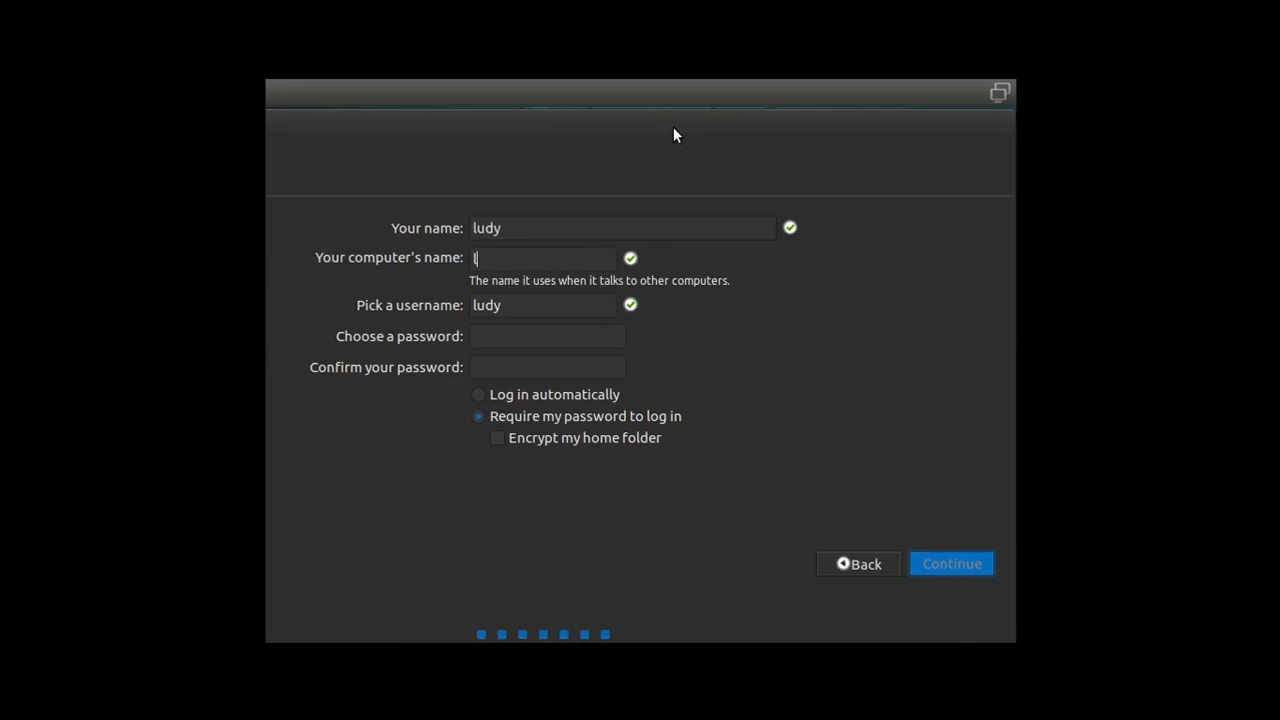 Your name: ludy
Your computer's name: l
The name it uses when it talks to other computers.
Pick a username: ludy
Choose a password:
Confirm your password:
Log in automatically
Require my password to log in
Encrypt my home folder
Back Continue